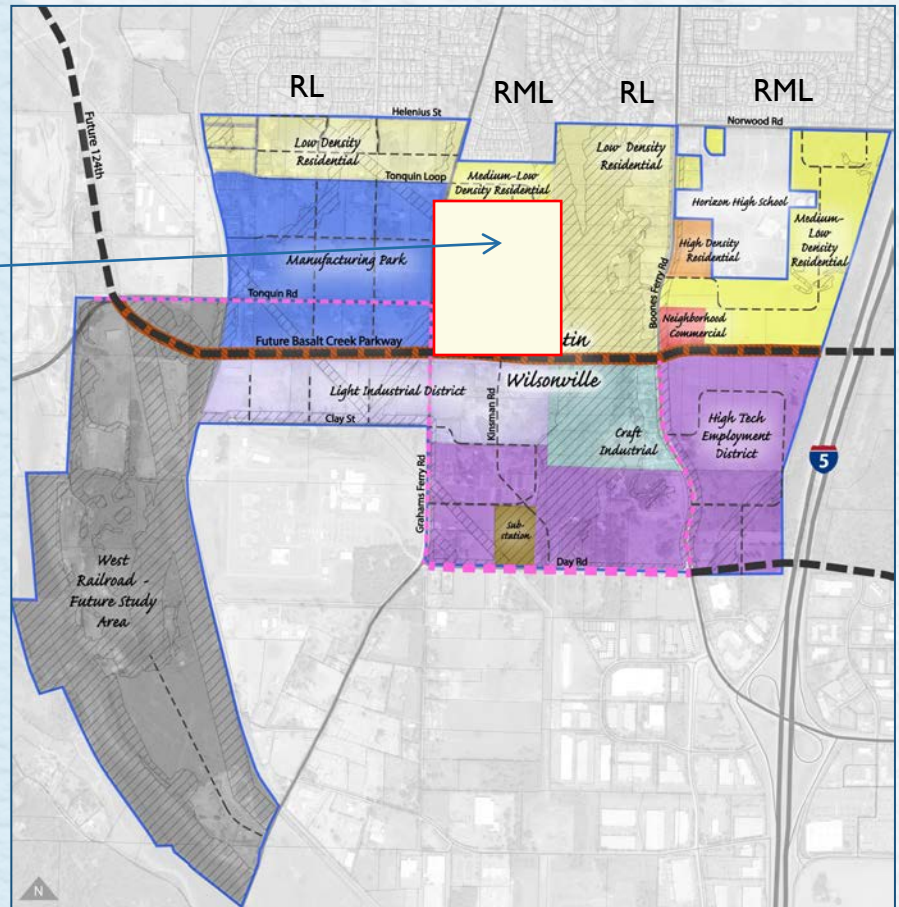 RL
RML
RL
RML
Helenius St
Norwood Rd
Future 124th
Low Density
Residential
Low Density
Residential
Tonquin Loop
Medium-Low
Density Residential
Horizon High School
Medium-
Low
Density
Residential
High Density
Residential
Manufacturing Park
Tonquin Rd
Boones Ferry Rd
Neighborhood
Commercial
Future Basalt Creek Parkway
tin
Wilsonville
Light Industrial District
Kinsman Rd
Clay St
Craft
Industrial
High Tech
Employment
District
5
Grahams Ferry Rd
Sub-
station
Day Rd
West
Railroad -
Future Study
Area
N